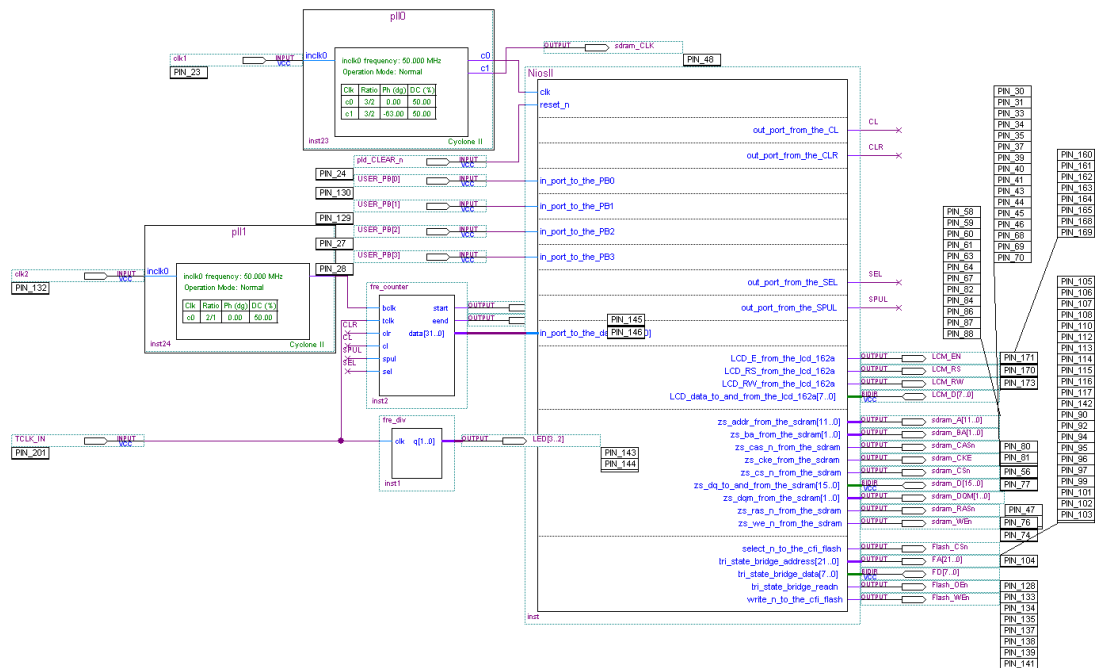 pll0
clk1
INPUT
VCC
PIN_23
inclk0
inclk0 frequency: 50.000 MHz
Operation Mode: Normal
Clk Ratio Ph (dg) DC (%)
c0 3/2 0.00 50.00
c1 3/2 -63.00 50.00
c0
c1
inst23
Cyclone II
OUTPUT
sdram_CLK
PIN_48
NiosII
clk
reset_n
out_port_from_the_CL
CL
out_port_from_the_CLR
CLR
pld_CLEAR_n
INPUT
VCC
PIN_24
USER_PB[0]
INPUT
VCC
in_port_to_the_PB0
PIN_130
USER_PB[1]
INPUT
VCC
in_port_to_the_PB1
PIN_129
USER_PB[2]
INPUT
VCC
in_port_to_the_PB2
PIN_27
USER_PB[3]
INPUT
VCC
in_port_to_the_PB3
PIN_28
out_port_from_the_SEL
SEL
out_port_from_the_SPUL
SPUL
pll1
clk2
INPUT
VCC
PIN_132
inclk0
inclk0 frequency: 50.000 MHz
Operation Mode: Normal
Clk Ratio Ph (dg) DC (%)
c0 2/1 0.00 50.00
inst24
Cyclone II
fre_counter
bclk
tclk
clr
cl
spul
sel
start
eend
data[31..0]
CLR
CL
SPUL
SEL
inst2
OUTPUT
OUTPUT
PIN_145
PIN_146
in_port_to_the_da
0]
TCLK_IN
INPUT
VCC
PIN_201
fre_div
clk
q[1..0]
inst1
OUTPUT
LED[3..2]
PIN_143
PIN_144
LCD_E_from_the_lcd_162a
OUTPUT
LCM_EN
PIN_171
LCD_RS_from_the_lcd_162a
OUTPUT
LCM_RS
PIN_170
LCD_RW_from_the_lcd_162a
OUTPUT
LCM_RW
PIN_173
LCD_data_to_and_from_the_lcd_162a[7..0]
BIDIR
VCC
LCM_D[7..0]
zs_addr_from_the_sdram[11..0]
OUTPUT
sdram_A[11..0]
zs_ba_from_the_sdram[1..0]
OUTPUT
sdram_BA[1..0]
zs_cas_n_from_the_sdram
OUTPUT
sdram_CASn
PIN_80
zs_cke_from_the_sdram
OUTPUT
sdram_CKE
PIN_81
zs_cs_n_from_the_sdram
OUTPUT
sdram_CSn
PIN_56
zs_dq_to_and_from_the_sdram[15..0]
BIDIR
VCC
sdram_D[15..0]
PIN_77
zs_dqm_from_the_sdram[1..0]
OUTPUT
sdram_DQM[1..0]
zs_ras_n_from_the_sdram
OUTPUT
sdram_RASn
PIN_47
zs_we_n_from_the_sdram
OUTPUT
sdram_WEn
PIN_76
PIN_74
select_n_to_the_cfi_flash
OUTPUT
Flash_CSn
tri_state_bridge_address[21..0]
OUTPUT
FA[21..0]
PIN_104
tri_state_bridge_data[7..0]
BIDIR
VCC
FD[7..0]
tri_state_bridge_readn
OUTPUT
Flash_OEn
write_n_to_the_cfi_flash
OUTPUT
Flash_WEn
inst
PIN_128
PIN_133
PIN_134
PIN_135
PIN_137
PIN_138
PIN_139
PIN_141
PIN_58
PIN_59
PIN_60
PIN_61
PIN_63
PIN_64
PIN_67
PIN_82
PIN_84
PIN_86
PIN_87
PIN_88
PIN_30
PIN_31
PIN_33
PIN_34
PIN_35
PIN_37
PIN_39
PIN_40
PIN_41
PIN_43
PIN_44
PIN_45
PIN_46
PIN_68
PIN_69
PIN_70
PIN_160
PIN_161
PIN_162
PIN_163
PIN_164
PIN_165
PIN_168
PIN_169
PIN_105
PIN_106
PIN_107
PIN_108
PIN_110
PIN_112
PIN_113
PIN_114
PIN_115
PIN_116
PIN_117
PIN_142
PIN_90
PIN_92
PIN_94
PIN_95
PIN_96
PIN_97
PIN_99
PIN_101
PIN_102
PIN_103